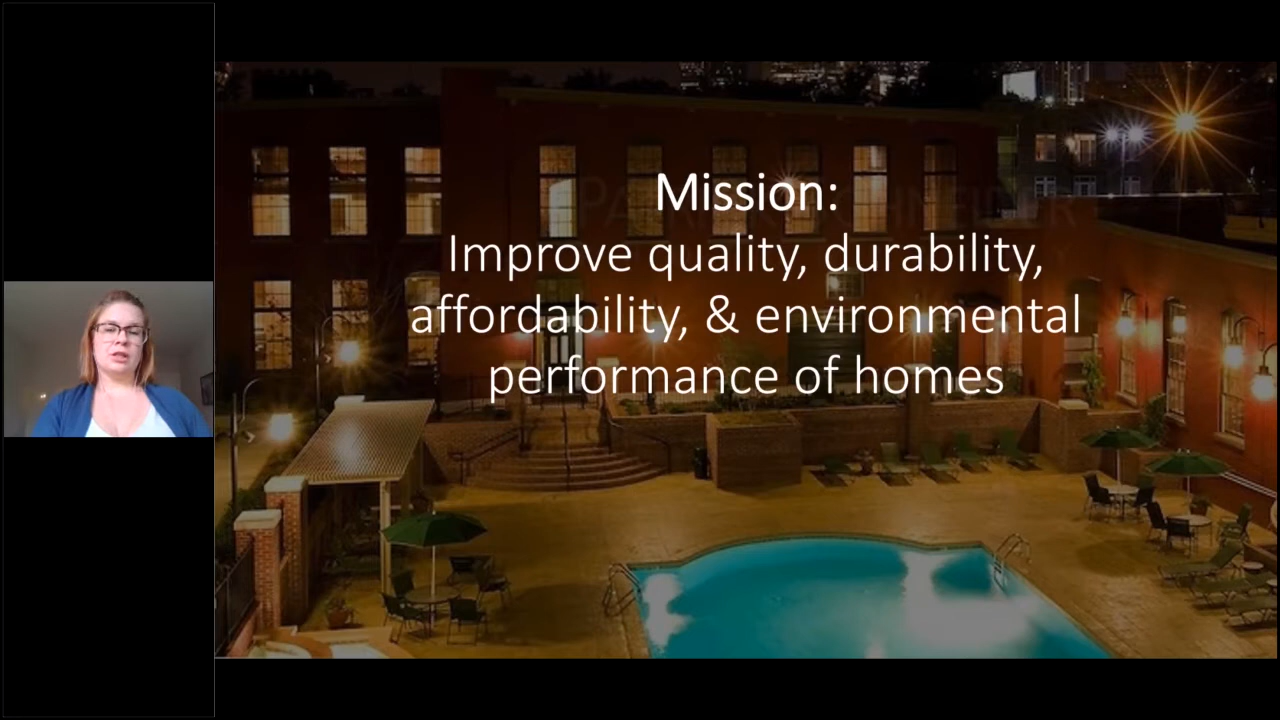 Mission:
Improve quality, durability,
affordability, & environmental
performance of homes